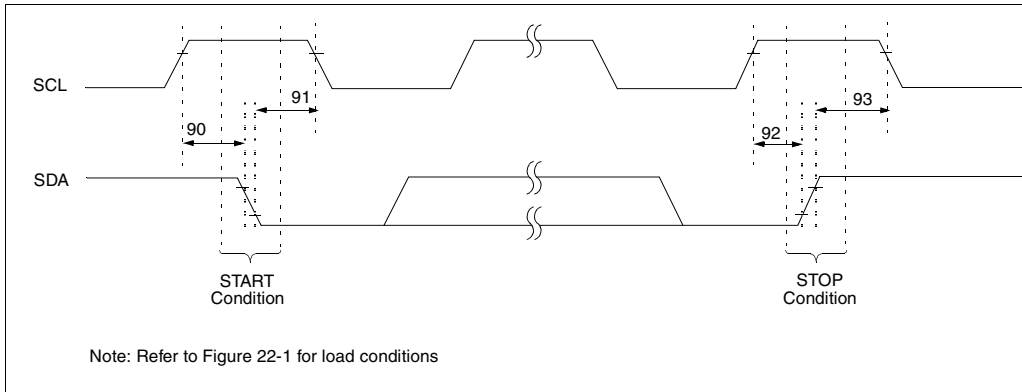 SCL
91
93
90
92
SDA
START
Condition
STOP
Condition
Note: Refer to Figure 22-1 for load conditions